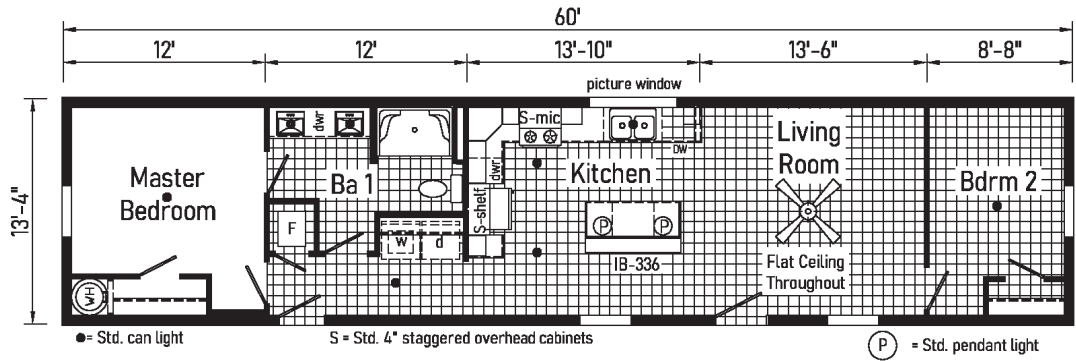 60'
12'
12'
13'-10"
13'-6"
8'-8"
picture window
13'-4"
Master
Bedroom
WH
dwr
Ba 1
F
w
d
S-mic
dwr
S-shelf
Kitchen
DW
P
P
IB-336
Living
Room
Flat Ceiling
Throughout
Bdrm 2
= Std. can light
S = Std. 4" staggered overhead cabinets
P = Std. pendant light